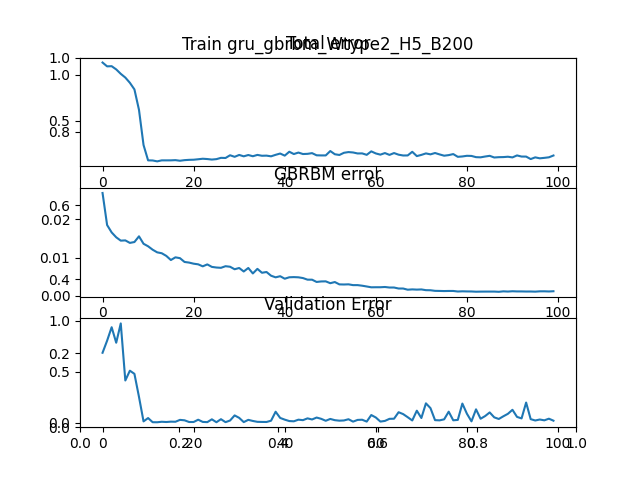 Train gru_gbrbm_Wtype2_H5_B200
Total error
1.0
1.0
0.5
0.8
0 20 40 60 80 100
GBRBM error
0.6
0.02
0.01
0.4
0.00
0 20 40 60 80 100
Validation Error
1.0
0.2
0.5
0.0
0.0
0.0 0 0.2 20 0.4 40 0.6 60 80 0.8 100 1.0